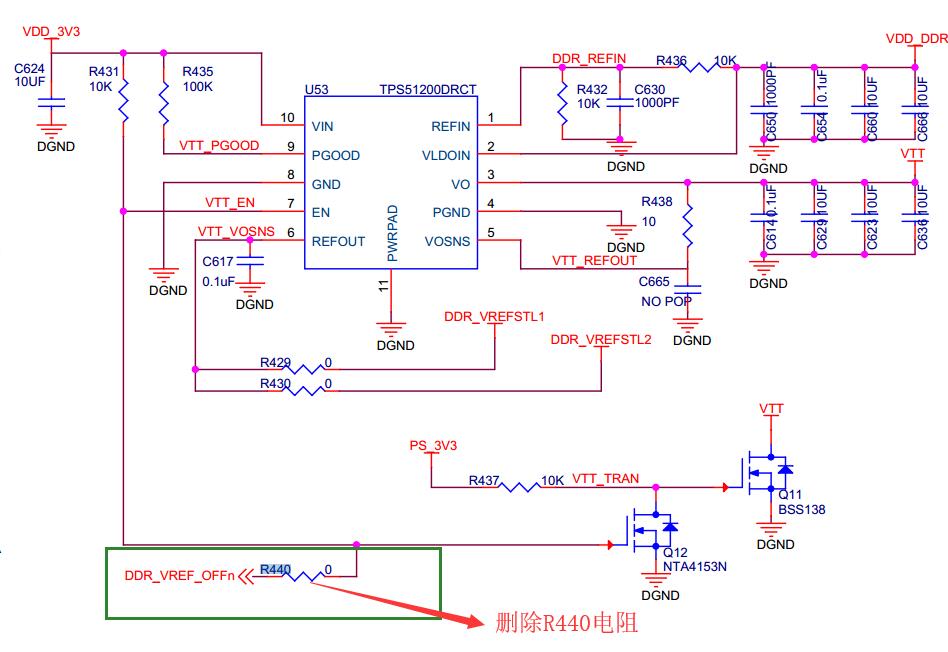 VDD_3V3
C624
10UF
DGND
R431
10K
R435
100K
VTT_PGOOD
VTT_EN
VTT_VOSNS
C617
0.1uF
DGND
DGND
U53
TPS51200DRCT
10
VIN
9
PGOOD
8
GND
7
EN
6
REFOUT
1
REFIN
2
VLDOIN
3
VO
4
PGND
5
VOSNS
PWRPAD
11
DGND
DDR_REFIN
R436
10K
R432
10K
C630
1000PF
DGND
VDD_DDR
C650
1000PF
C654
0.1uF
C660
10UF
C666
10UF
DGND
VTT
R438
10
DGND
VTT_REFOUT
C665
NO POP
DGND
C614
0.1uF
C629
10UF
C623
10UF
C636
10UF
DGND
DDR_VREFSTL1
DDR_VREFSTL2
R429
0
R430
0
PS_3V3
R437
10K
VTT_TRAN
VTT
Q11
BSS138
DGND
Q12
NTA4153N
DGND
DDR_VREF_OFFn
R440
0
删除R440电阻